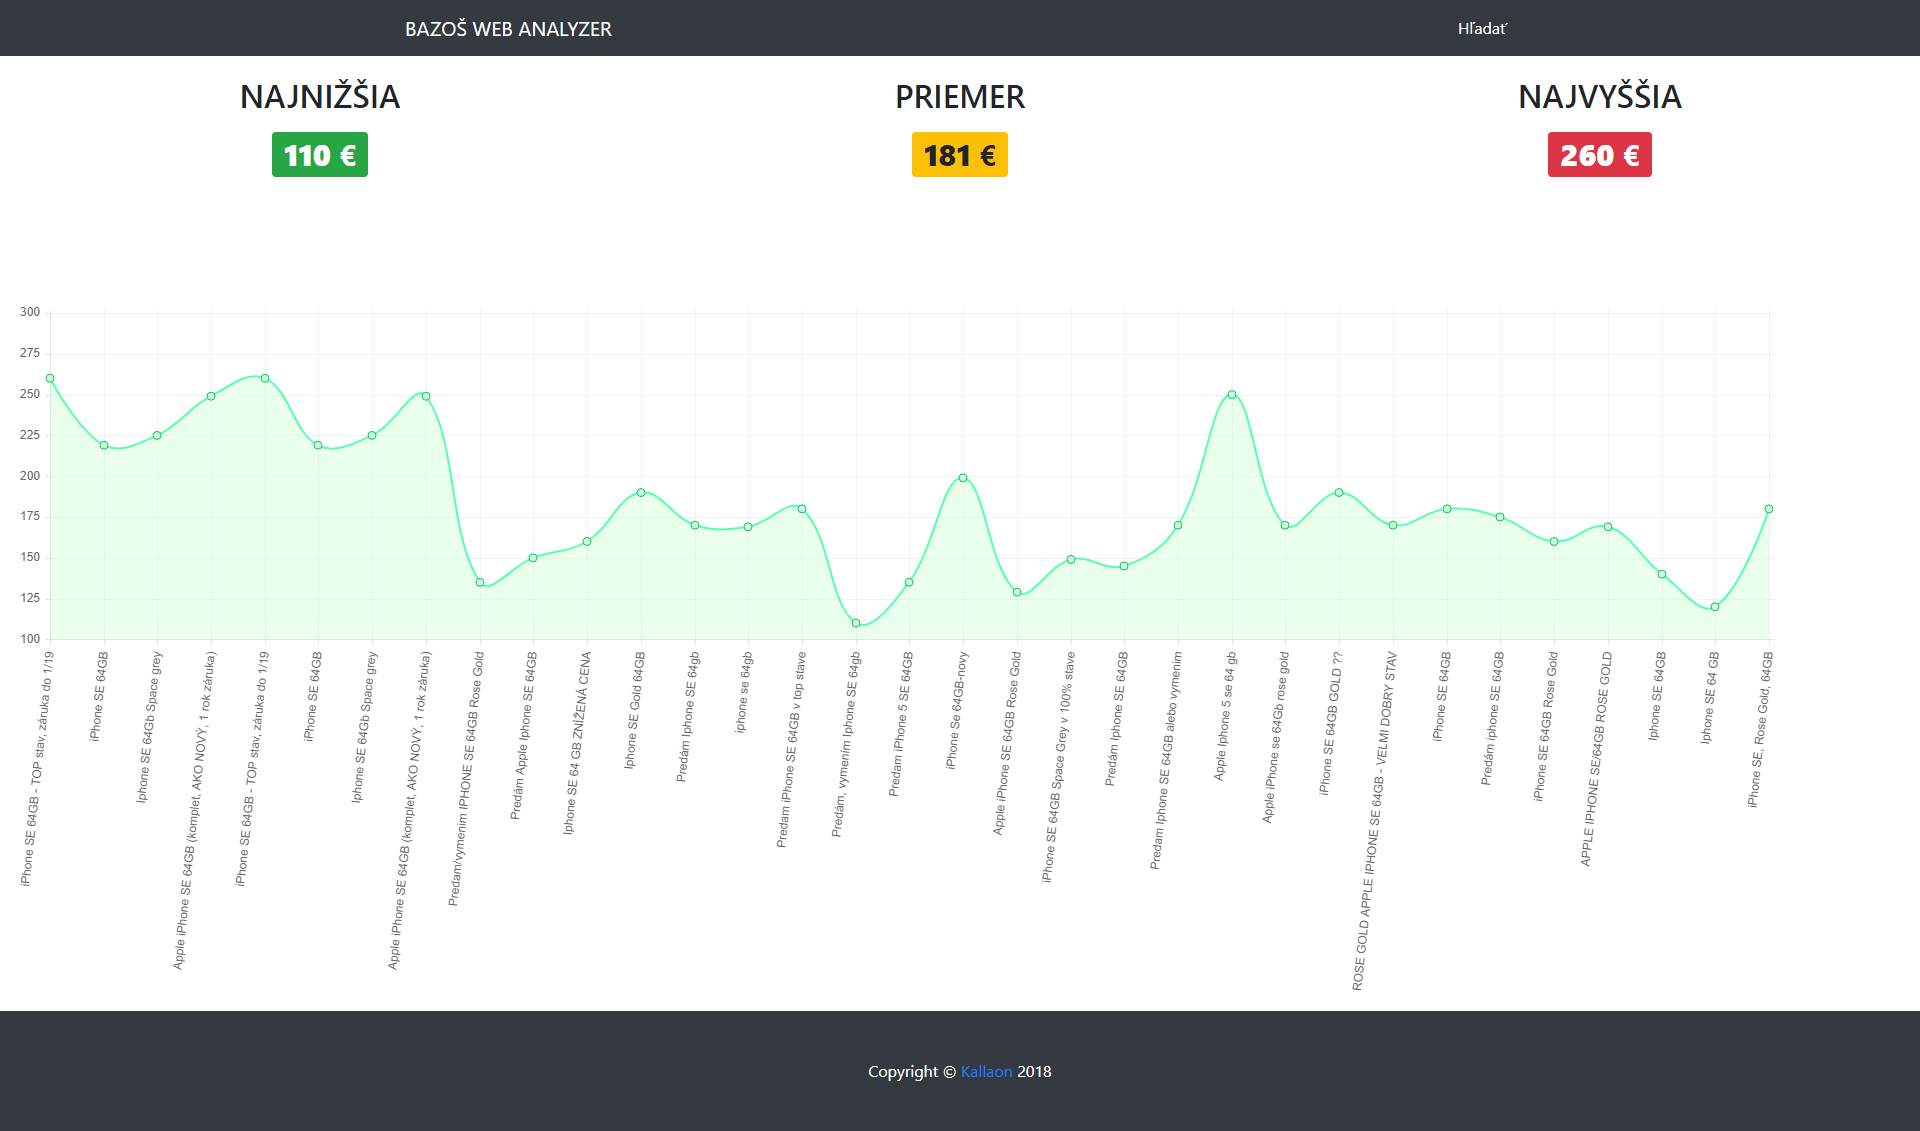 BAZOŠ WEB ANALYZER
Hľadať
NAJNIŽŠIA
PRIEMER
NAJVYŠŠIA
110 €
181 €
260 €
300
275
250
225
200
175
150
125
100
iPhone SE 64GB - TOP stav, záruka do 1/19
iPhone SE 64GB
Iphone SE 64Gb Space grey
Apple iPhone SE 64GB (komplet, AKO NOVÝ, 1 rok záruka)
iPhone SE 64GB - TOP stav, záruka do 1/19
iPhone SE 64GB
Iphone SE 64Gb Space grey
Apple iPhone SE 64GB (komplet, AKO NOVÝ, 1 rok záruka)
Predam/vymenim IPHONE SE 64GB Rose Gold
Predám Apple Iphone SE 64GB
Iphone SE 64 GB ZNÍŽENÁ CENA
Iphone SE Gold 64GB
Predám Iphone SE 64gb
iphone se 64gb
Predam iPhone SE 64GB v top stave
Predám, vymením Iphone SE 64gb
Predam iPhone 5 SE 64GB
iPhone Se 64GB-novy
Apple iPhone SE 64GB Rose Gold
iPhone SE 64GB Space Grey v 100% stave
Predám Iphone SE 64GB
Predam Iphone SE 64GB alebo vymenim
Apple Iphone 5 se 64 gb
Apple iPhone se 64Gb rose gold
iPhone SE 64GB GOLD ??
ROSE GOLD APPLE IPHONE SE 64GB - VELMI DOBRY STAV
iPhone SE 64GB
Predám iphone SE 64GB
iPhone SE 64GB Rose Gold
APPLE IPHONE SE/64GB ROSE GOLD
Iphone SE 64GB
Iphone SE 64 GB
iPhone SE, Rose Gold, 64GB
Copyright © Kallaon 2018